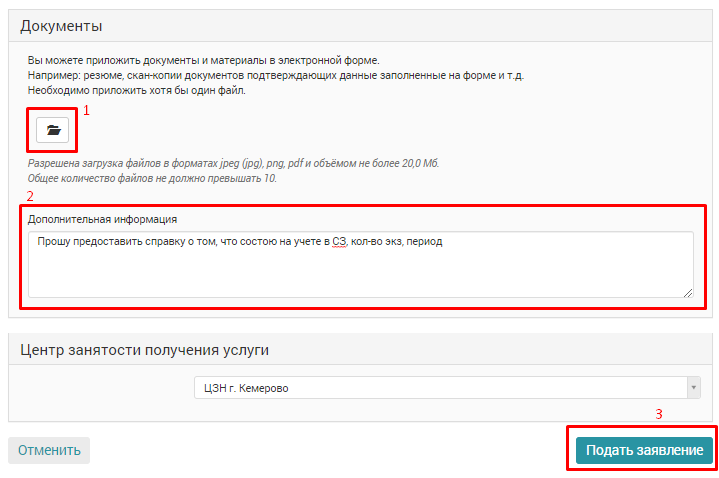 Документы
Вы можете приложить документы и материалы в электронной форме.
Например: резюме, скан-копии документов подтверждающих данные заполненные на форме и т.д.
Необходимо приложить хотя бы один файл.
1
Разрешена загрузка файлов в форматах jpeg (jpg), png, pdf и объёмом не более 20,0 Мб.
Общее количество файлов не должно превышать 10.
2
Дополнительная информация
Прошу предоставить справку о том, что состою на учете в СЗ, кол-во экз, период
Центр занятости получения услуги
ЦЗН г. Кемерово
3
Отменить
Подать заявление